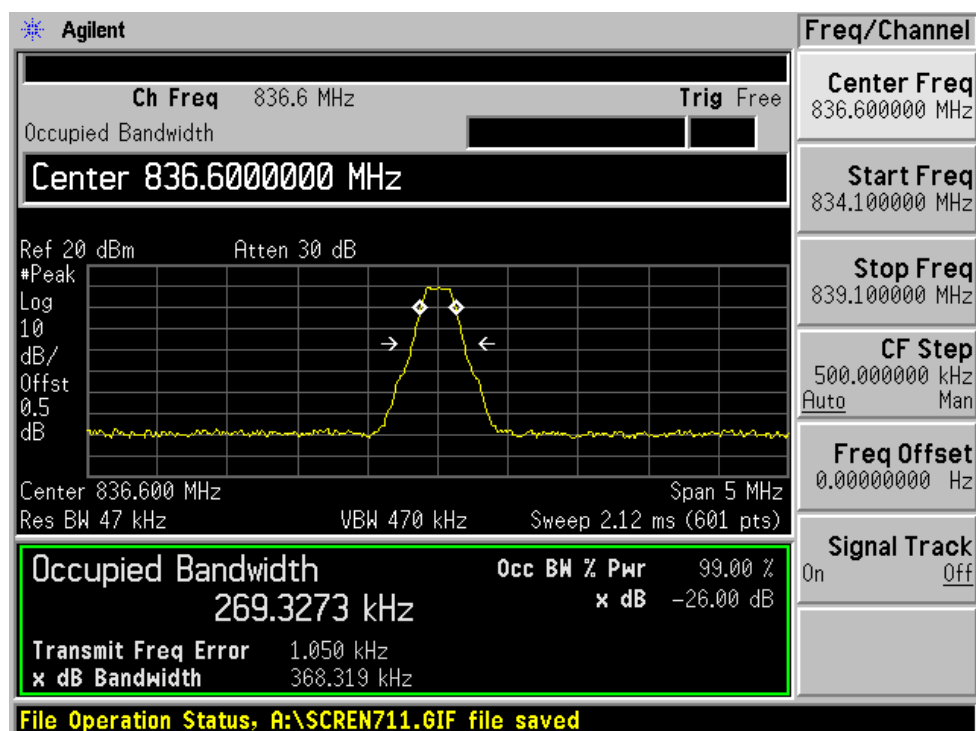 Agilent
Freq/Channel
Ch Freq 836.6 MHz Trig Free
Occupied Bandwidth
Center 836.6000000 MHz
Ref 20 dBm Atten 30 dB
#Peak
Log
10
dB/
Offst
0.5
dB
Center 836.600 MHz Span 5 MHz
Res BW 47 kHz VBW 470 kHz Sweep 2.12 ms (601 pts)
Occupied Bandwidth
269.3273 kHz
Occ BW % Pwr 99.00 %
x dB -26.00 dB
Transmit Freq Error 1.050 kHz
x dB Bandwidth 368.319 kHz
File Operation Status, A:\SCREN711.GIF file saved
Center Freq
836.600000 MHz
Start Freq
834.100000 MHz
Stop Freq
839.100000 MHz
CF Step
500.000000 kHz
Auto Man
Freq Offset
0.00000000 Hz
Signal Track
On Off